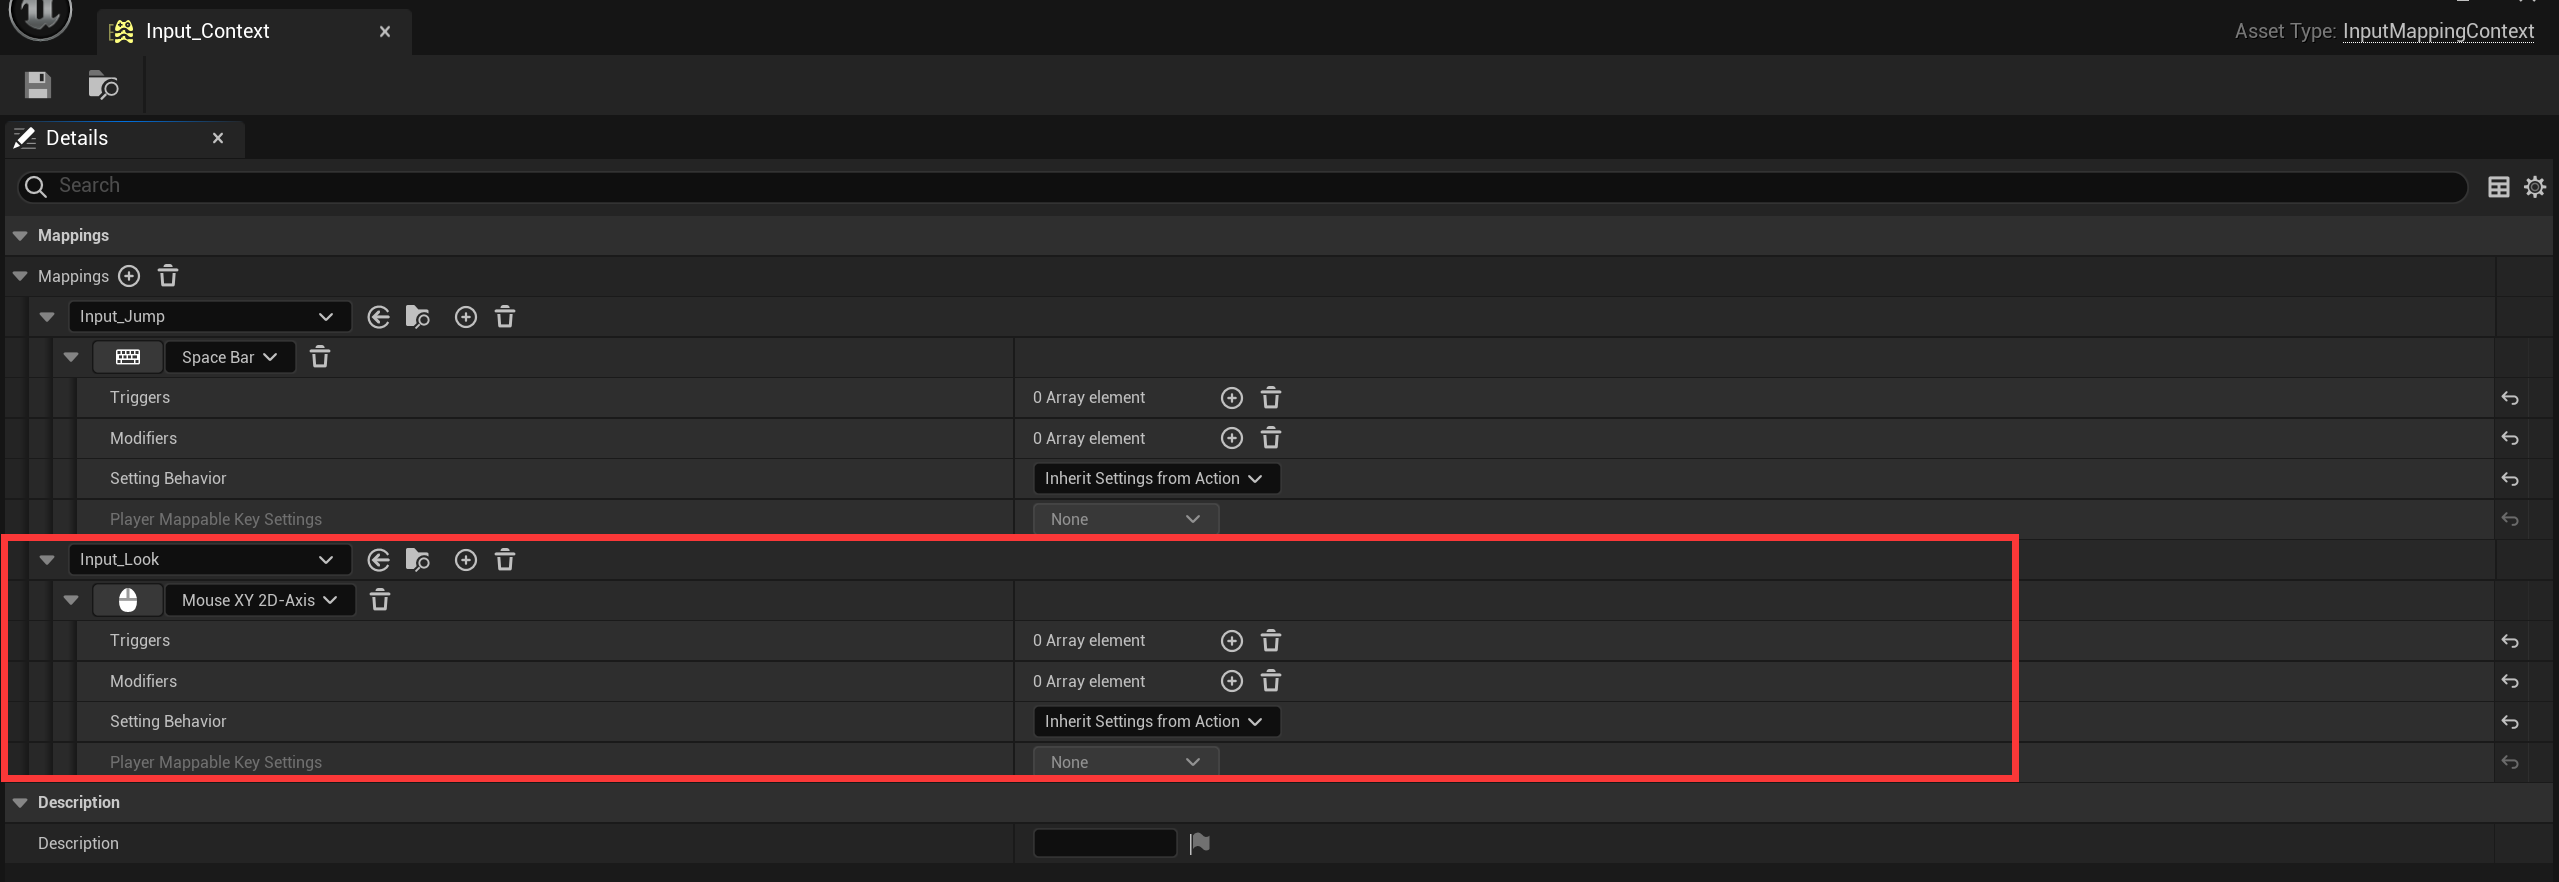 Input_Context
Asset Type: InputMappingContext
Details
Search
Mappings
Mappings
Input_Jump
Space Bar
Triggers
0 Array element
Modifiers
0 Array element
Setting Behavior
Inherit Settings from Action
Player Mappable Key Settings
None
Input_Look
Mouse XY 2D-Axis
Triggers
0 Array element
Modifiers
0 Array element
Setting Behavior
Inherit Settings from Action
Player Mappable Key Settings
None
Description
Description